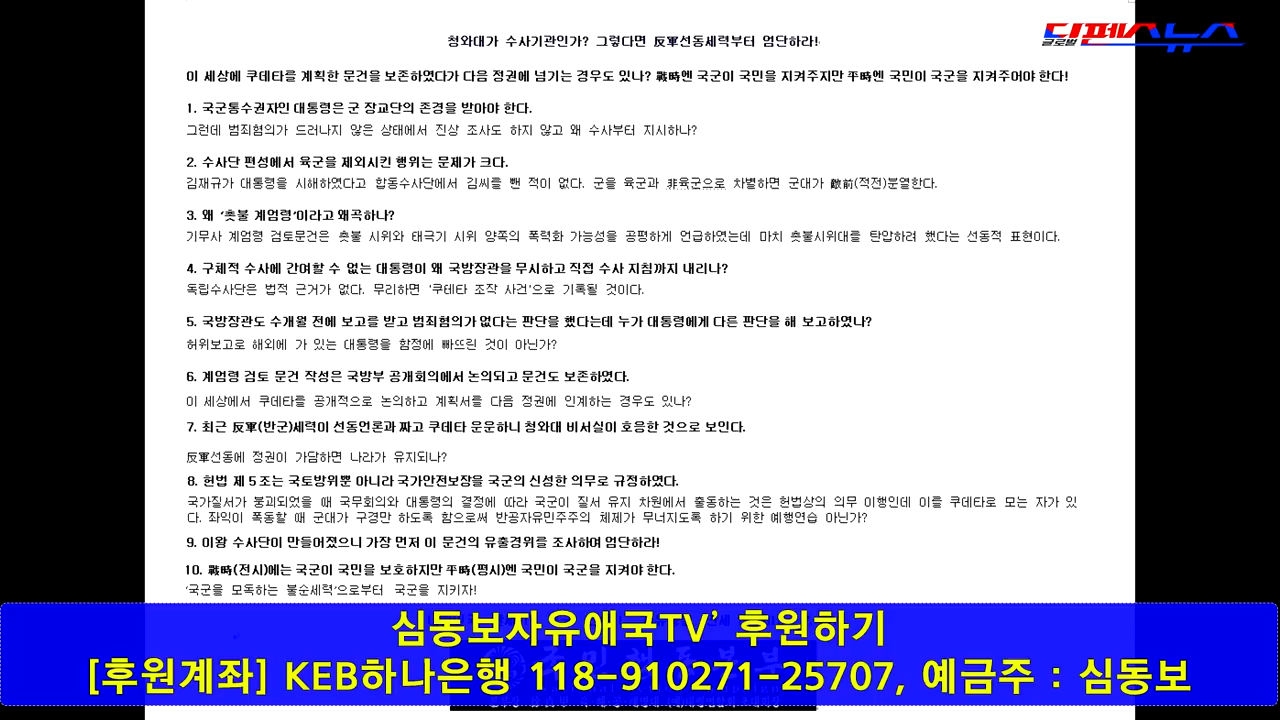 디펜스뉴스
글로벌
청와대가 수사기관인가? 그렇다면 反軍선동세력부터 엄단하라!
이 세상에 쿠데타를 계획한 문건을 보존하였다가 다음 정권에 넘기는 경우도 있나? 戰時엔 국군이 국민을 지켜주지만 平時엔 국민이 국군을 지켜주어야 한다!
1. 국군통수권자인 대통령은 군 장교단의 존경을 받아야 한다.
그런데 범죄혐의가 드러나지 않은 상태에서 진상 조사도 하지 않고 왜 수사부터 지시하나?
2. 수사단 편성에서 육군을 제외시킨 행위는 문제가 크다.
김재규가 대통령을 시해하였다고 합동수사단에서 김씨를 뺀 적이 없다. 군을 육군과 非육군으로 차별하면 군대가 敵前(적전)분열한다.
3. 왜 '촛불 계엄령'이라고 왜곡하나?
기무사 계엄령 검토문건은 촛불 시위와 태극기 시위 양쪽의 폭력화 가능성을 공평하게 언급하였는데 마치 촛불시위대를 탄압하려 했다는 선동적 표현이다.
4. 구체적 수사에 간여할 수 없는 대통령이 왜 국방장관을 무시하고 직접 수사 지침까지 내리나?
독립수사단은 법적 근거가 없다. 무리하면 '쿠데타 조작 사건'으로 기록될 것이다.
5. 국방장관도 수개월 전에 보고를 받고 범죄혐의가 없다는 판단을 했다는데 누가 대통령에게 다른 판단을 해 보고하였나?
허위보고로 해외에 가 있는 대통령을 함정에 빠뜨린 것이 아닌가?
6. 계엄령 검토 문건 작성은 국방부 공개회의에서 논의되고 문건도 보존하였다.
이 세상에서 쿠데타를 공개적으로 논의하고 계획서를 다음 정권에 인계하는 경우도 있나?
7. 최근 反軍(반군)세력이 선동언론과 짜고 쿠데타 운운하니 청와대 비서실이 호응한 것으로 보인다.
反軍선동에 정권이 가담하면 나라가 유지되나?
8. 헌법 제 5조는 국토방위뿐 아니라 국가안전보장을 국군의 신성한 의무로 규정하였다.
국가질서가 붕괴되었을 때 국무회의와 대통령의 결정에 따라 국군이 질서 유지 차원에서 출동하는 것은 헌법상의 의무 이행인데 이를 쿠데타로 모는 자가 있
다. 좌익이 폭동할 때 군대가 구경만 하도록 함으로써 반공자유민주주의 체제가 무너지도록 하기 위한 예행연습 아닌가?
9. 이왕 수사단이 만들어졌으니 가장 먼저 이 문건의 유출경위를 조사하여 엄단하라!
10. 戰時(전시)에는 국군이 국민을 보호하지만 平時(평시)엔 국민이 국군을 지켜야 한다.
'국군을 모독하는 불순세력'으로부터 국군을 지키자!
심동보자유애국TV' 후원하기
[후원계좌] KEB하나은행 118-910271-25707, 예금주 : 심동보